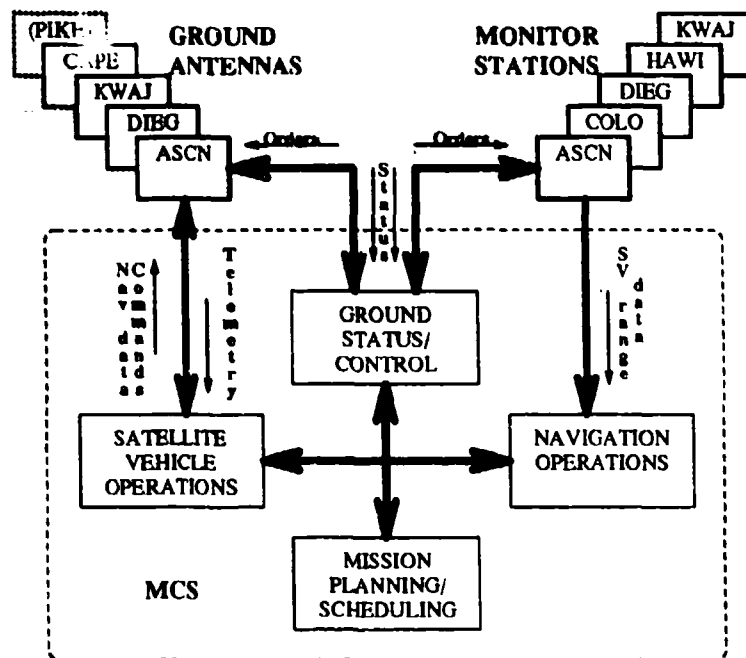 (PIKE)
CAPE
KWAJ
DIEG
ASCN
GROUND
ANTENNAS
MONITOR
STATIONS
KWAJ
HAWI
DIEG
COLO
ASCN
Orders
Orders
Status
Nav data
Commands
Telemetry
SV range
data
GROUND
STATUS/
CONTROL
SATELLITE
VEHICLE
OPERATIONS
NAVIGATION
OPERATIONS
MISSION
PLANNING/
SCHEDULING
MCS